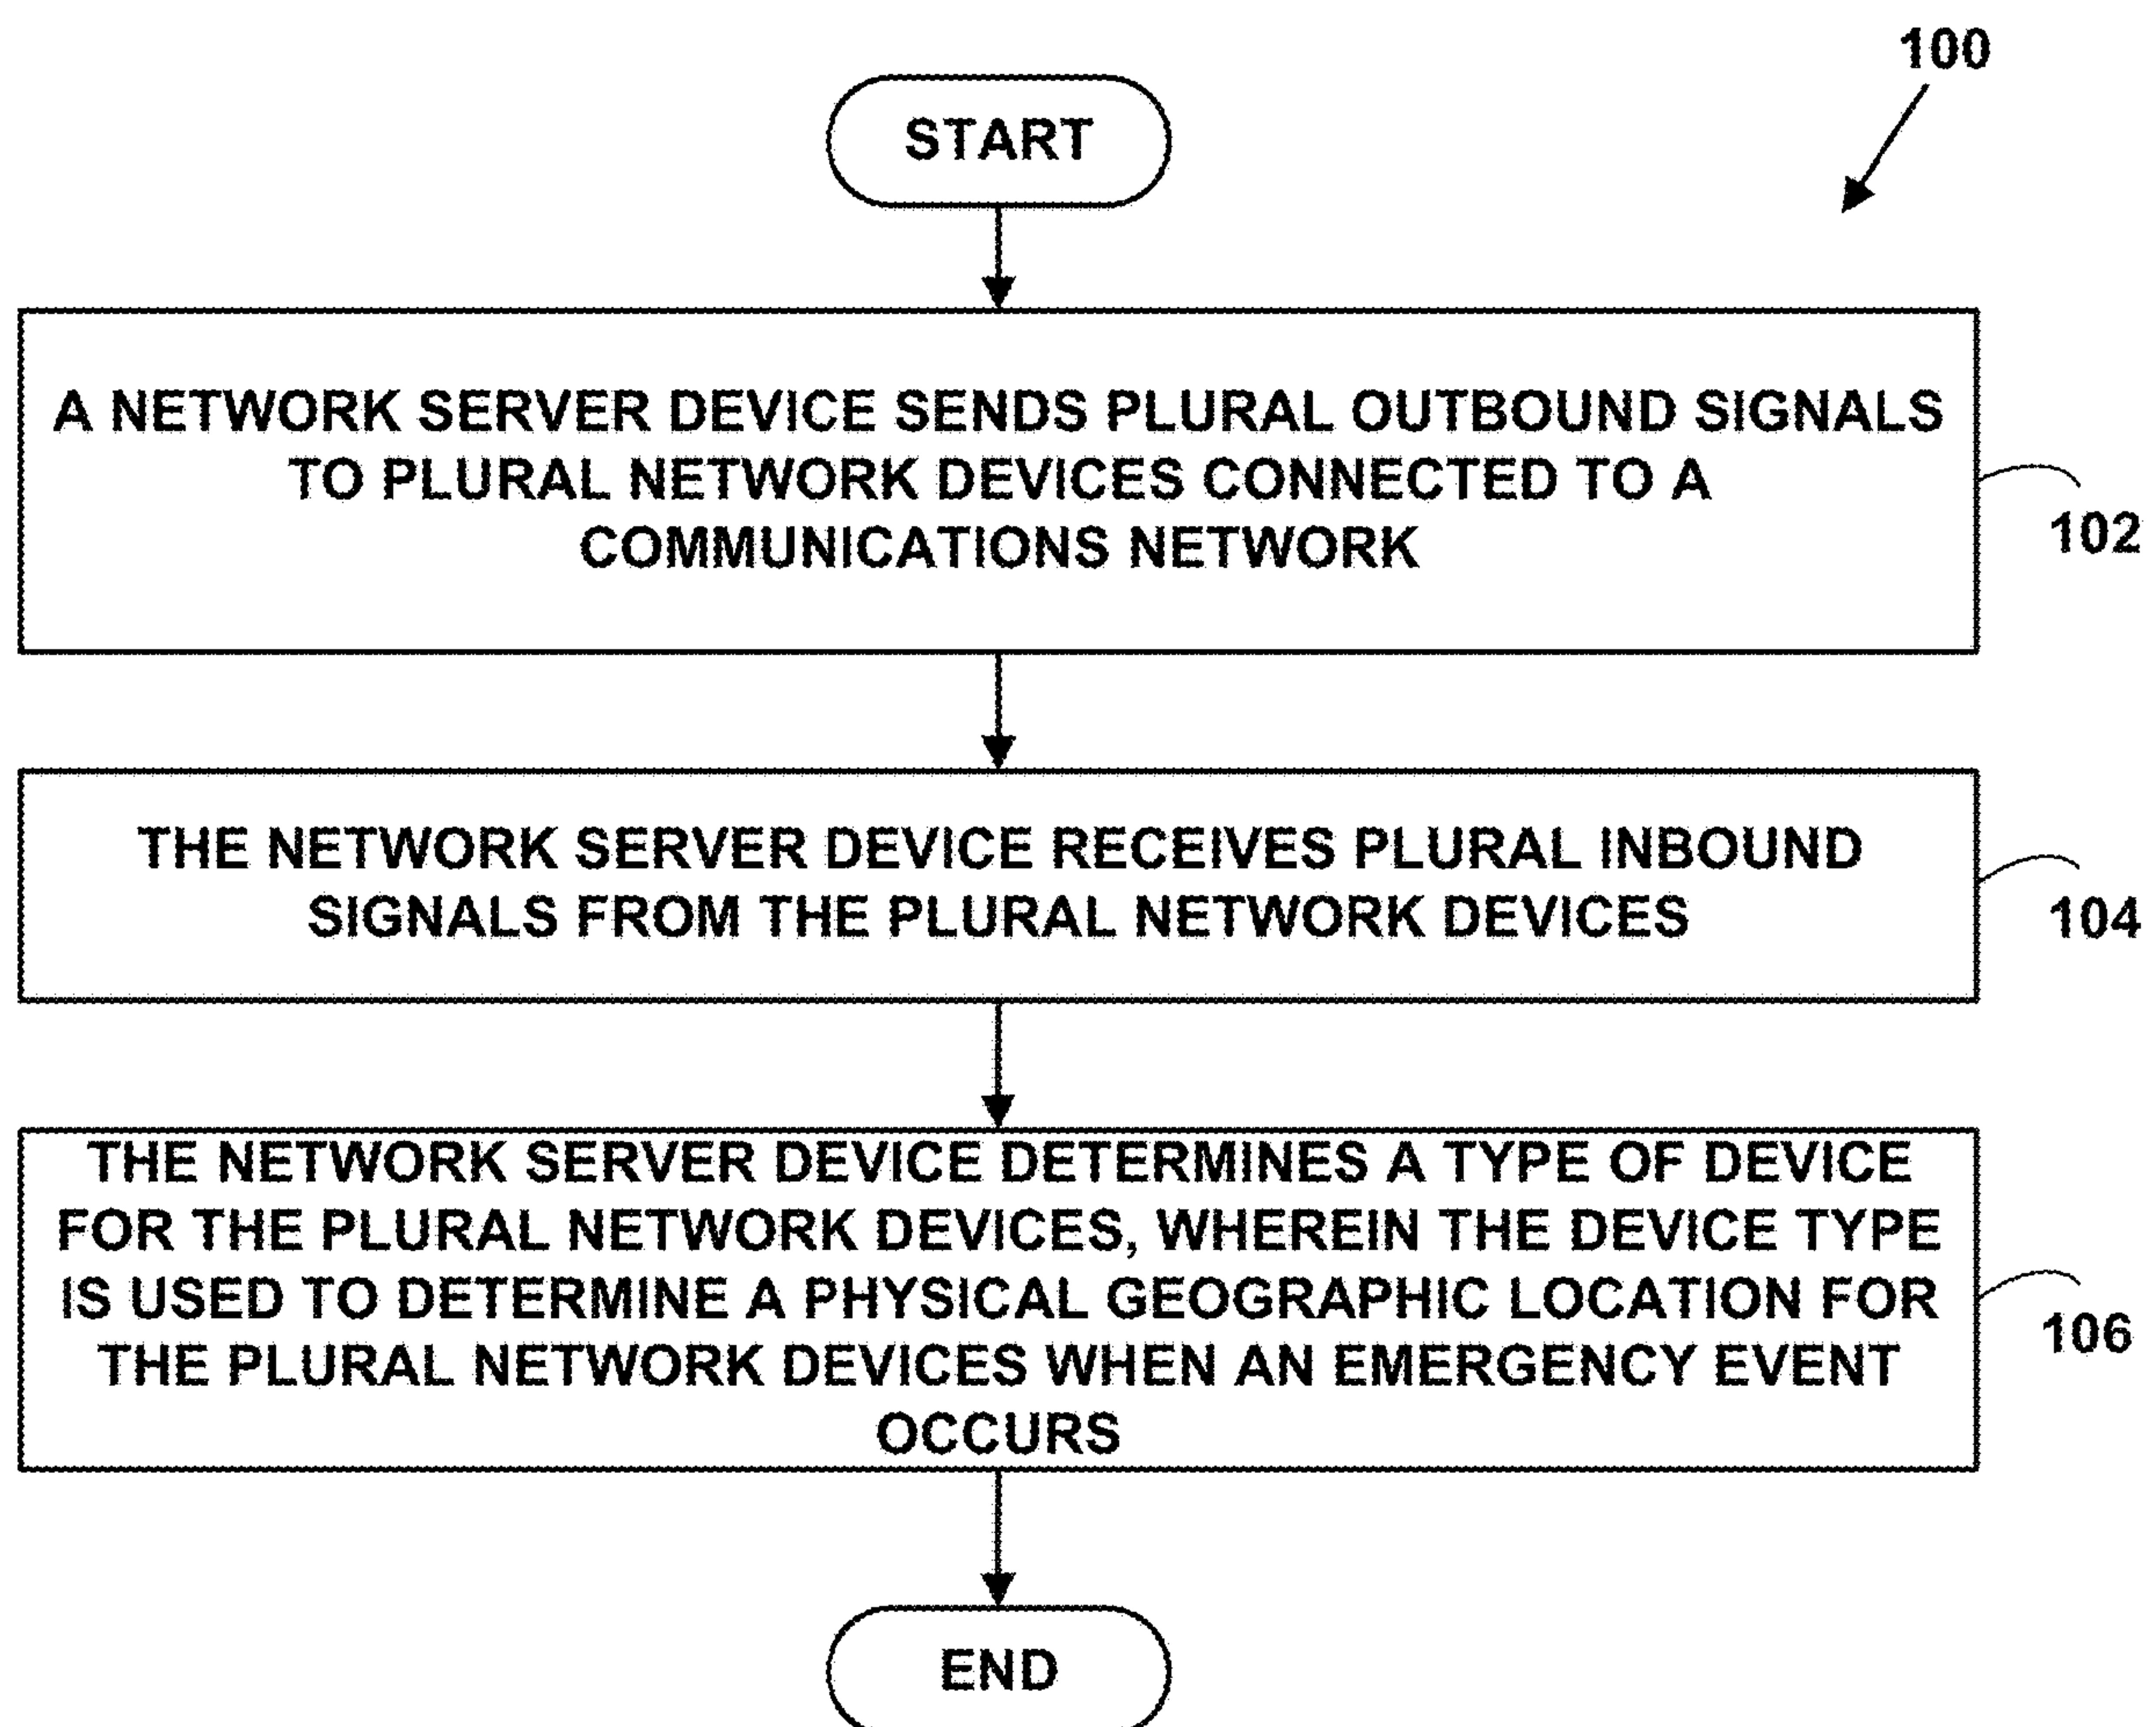 100
START
A NETWORK SERVER DEVICE SENDS PLURAL OUTBOUND SIGNALS
TO PLURAL NETWORK DEVICES CONNECTED TO A
COMMUNICATIONS NETWORK
102
THE NETWORK SERVER DEVICE RECEIVES PLURAL INBOUND
SIGNALS FROM THE PLURAL NETWORK DEVICES
104
THE NETWORK SERVER DEVICE DETERMINES A TYPE OF DEVICE
FOR THE PLURAL NETWORK DEVICES, WHEREIN THE DEVICE TYPE
IS USED TO DETERMINE A PHYSICAL GEOGRAPHIC LOCATION FOR
THE PLURAL NETWORK DEVICES WHEN AN EMERGENCY EVENT
OCCURS
106
END